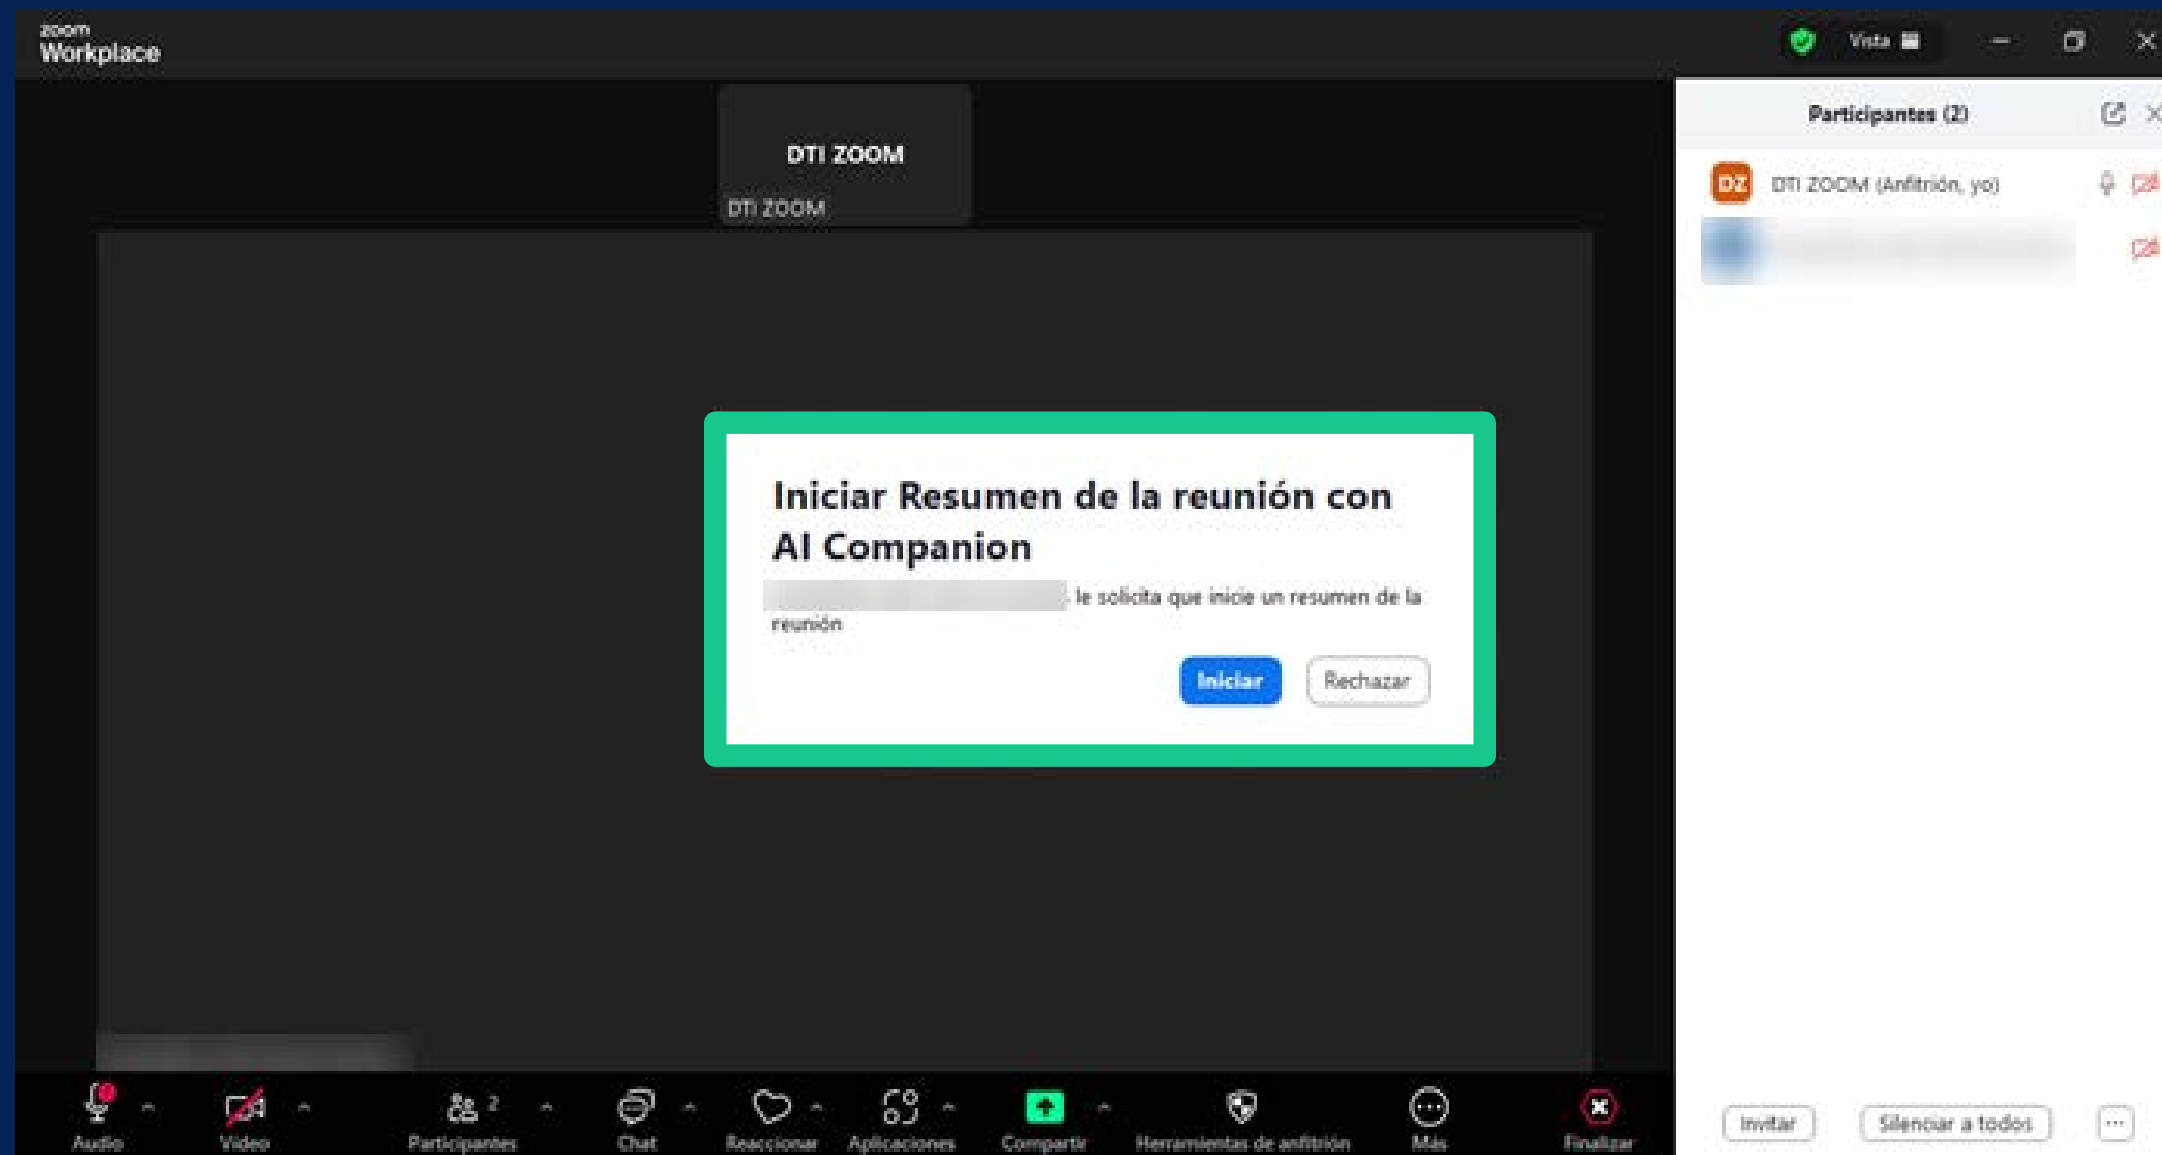 zoom
Workplace
Vista
DTI ZOOM
DTI ZOOM
Participantes (2)
DZ DTI ZOOM (Anfitrión, yo)
Iniciar Resumen de la reunión con
AI Companion
le solicita que inicie un resumen de la
reunión
Iniciar Rechazar
2
Audio Video Participantes Chat Reaccionar Aplicaciones Compartir Herramientas de anfitrión Más Finalizar
Invitar Silenciar a todos ...